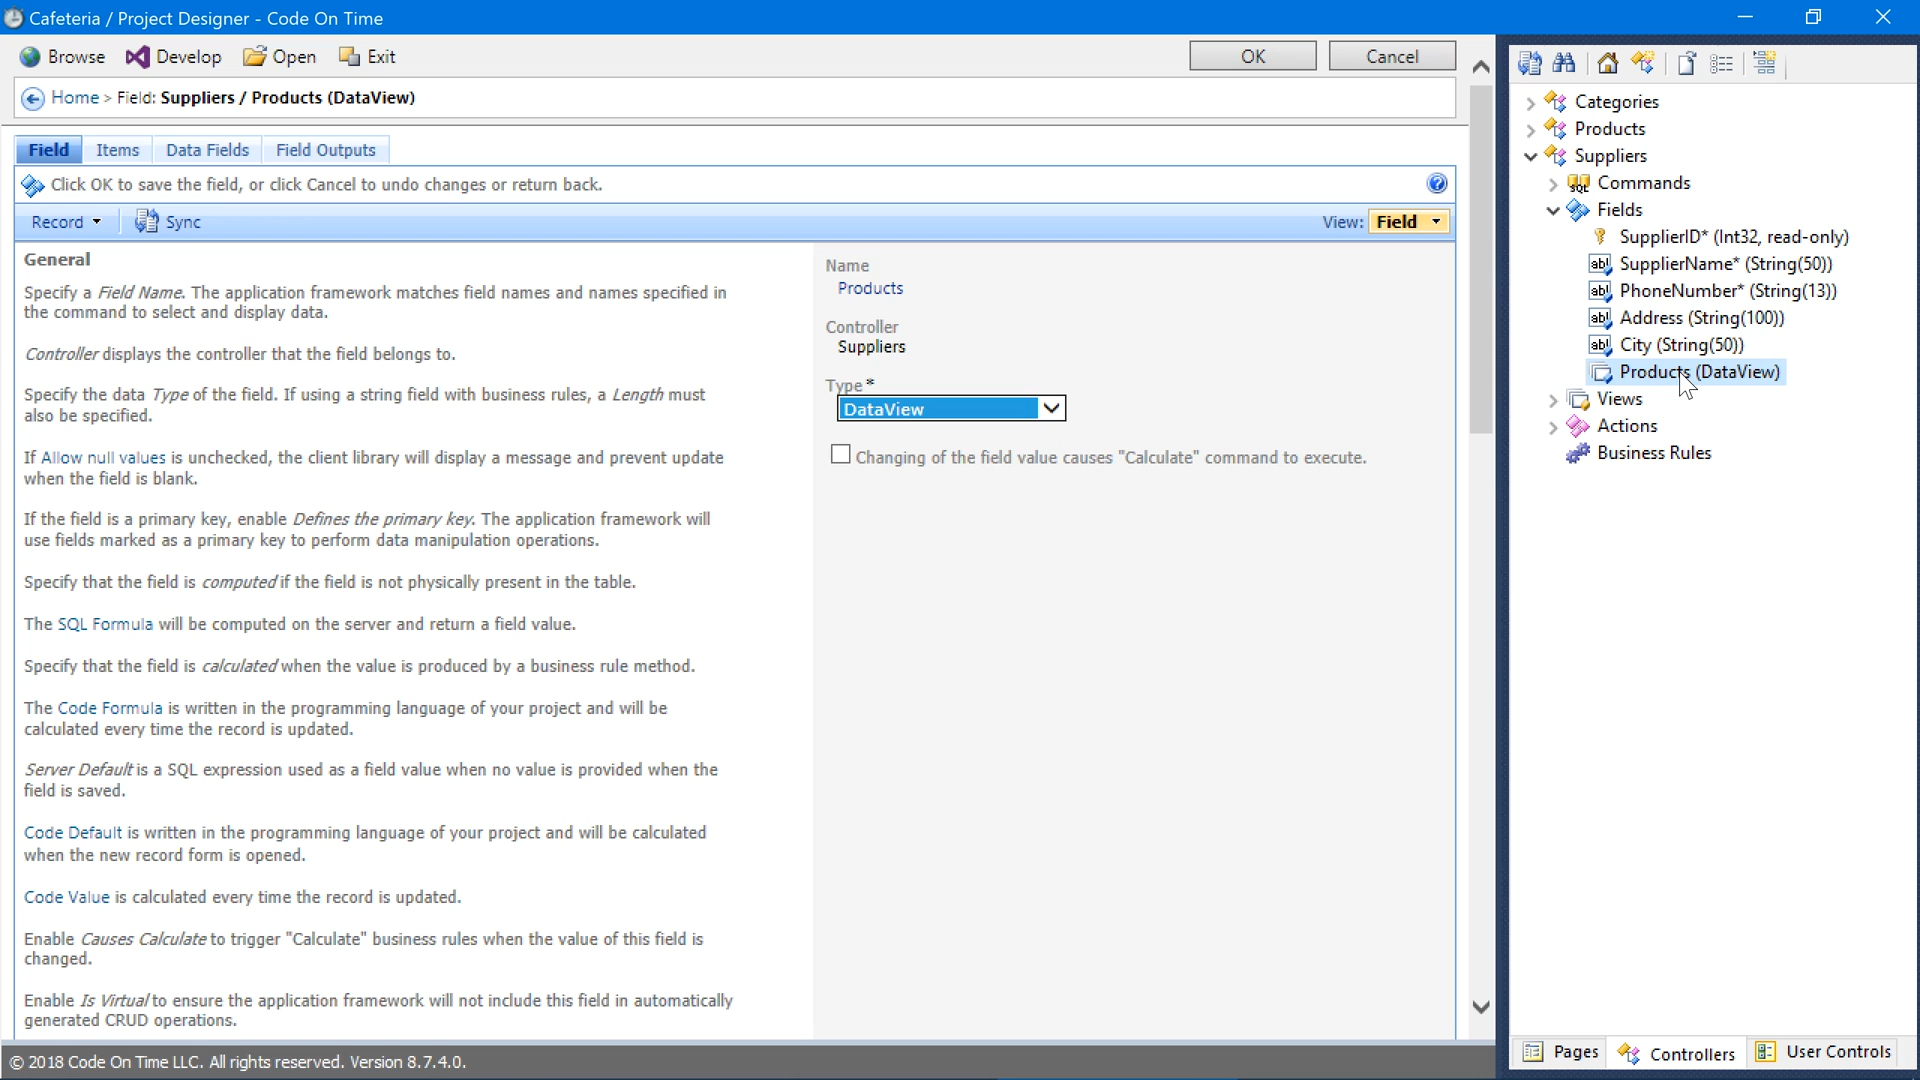 Cafeteria / Project Designer - Code On Time
Browse Develop Open Exit
OK Cancel
Home > Field: Suppliers / Products (DataView)
Field Items Data Fields Field Outputs
Click OK to save the field, or click Cancel to undo changes or return back.
Record Sync View: Field
General
Specify a Field Name. The application framework matches field names and names specified in
the command to select and display data.
Controller displays the controller that the field belongs to.
Specify the data Type of the field. If using a string field with business rules, a Length must
also be specified.
If Allow null values is unchecked, the client library will display a message and prevent update
when the field is blank.
If the field is a primary key, enable Defines the primary key. The application framework will
use fields marked as a primary key to perform data manipulation operations.
Specify that the field is computed if the field is not physically present in the table.
The SQL Formula will be computed on the server and return a field value.
Specify that the field is calculated when the value is produced by a business rule method.
The Code Formula is written in the programming language of your project and will be
calculated every time the record is updated.
Server Default is a SQL expression used as a field value when no value is provided when the
field is saved.
Code Default is written in the programming language of your project and will be calculated
when the new record form is opened.
Code Value is calculated every time the record is updated.
Enable Causes Calculate to trigger "Calculate" business rules when the value of this field is
changed.
Enable Is Virtual to ensure the application framework will not include this field in automatically
generated CRUD operations.
Name
Products
Controller
Suppliers
Type *
DataView
Changing of the field value causes "Calculate" command to execute.
Categories
Products
Suppliers
SQL Commands
Fields
SupplierID* (Int32, read-only)
ab SupplierName* (String(50))
ab PhoneNumber* (String(13))
ab Address (String(100))
ab City (String(50))
Products (DataView)
Views
Actions
Business Rules
Pages Controllers User Controls
© 2018 Code On Time LLC. All rights reserved. Version 8.7.4.0.